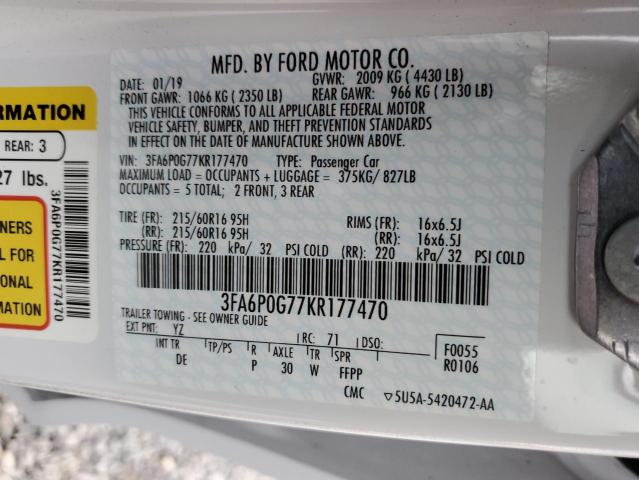 MFD. BY FORD MOTOR CO.
DATE: 01/19 GVWR: 2009 KG ( 4430 LB)
FRONT GAWR: 1066 KG ( 2350 LB) REAR GAWR: 966 KG ( 2130 LB)
THIS VEHICLE CONFORMS TO ALL APPLICABLE FEDERAL MOTOR
VEHICLE SAFETY, BUMPER, AND THEFT PREVENTION STANDARDS
IN EFFECT ON THE DATE OF MANUFACTURE SHOWN ABOVE.
VIN: 3FA6P0G77KR177470 TYPE: Passenger Car
MAXIMUM LOAD = OCCUPANTS + LUGGAGE = 375KG/ 827LB
OCCUPANTS = 5 TOTAL; 2 FRONT, 3 REAR
TIRE (FR): 215/60R16 95H RIMS (FR): 16x6.5J
(RR): 215/60R16 95H (RR): 16x6.5J
PRESSURE (FR): 220 kPa/ 32 PSI COLD (RR): 220 kPa/ 32 PSI COLD
3FA6P0G77KR177470
TRAILER TOWING - SEE OWNER GUIDE
EXT PNT: YZ RC: 71 DSO:
INT TR TP/PS R AXLE TR SPR
DE P 30 W FFPP
F0055
R0106
CMC ▽5U5A-5420472-AA
ORMATION
REAR: 3
27 lbs.
NERS
L FOR
ONAL
MATION
3FA6P0G77KR177470